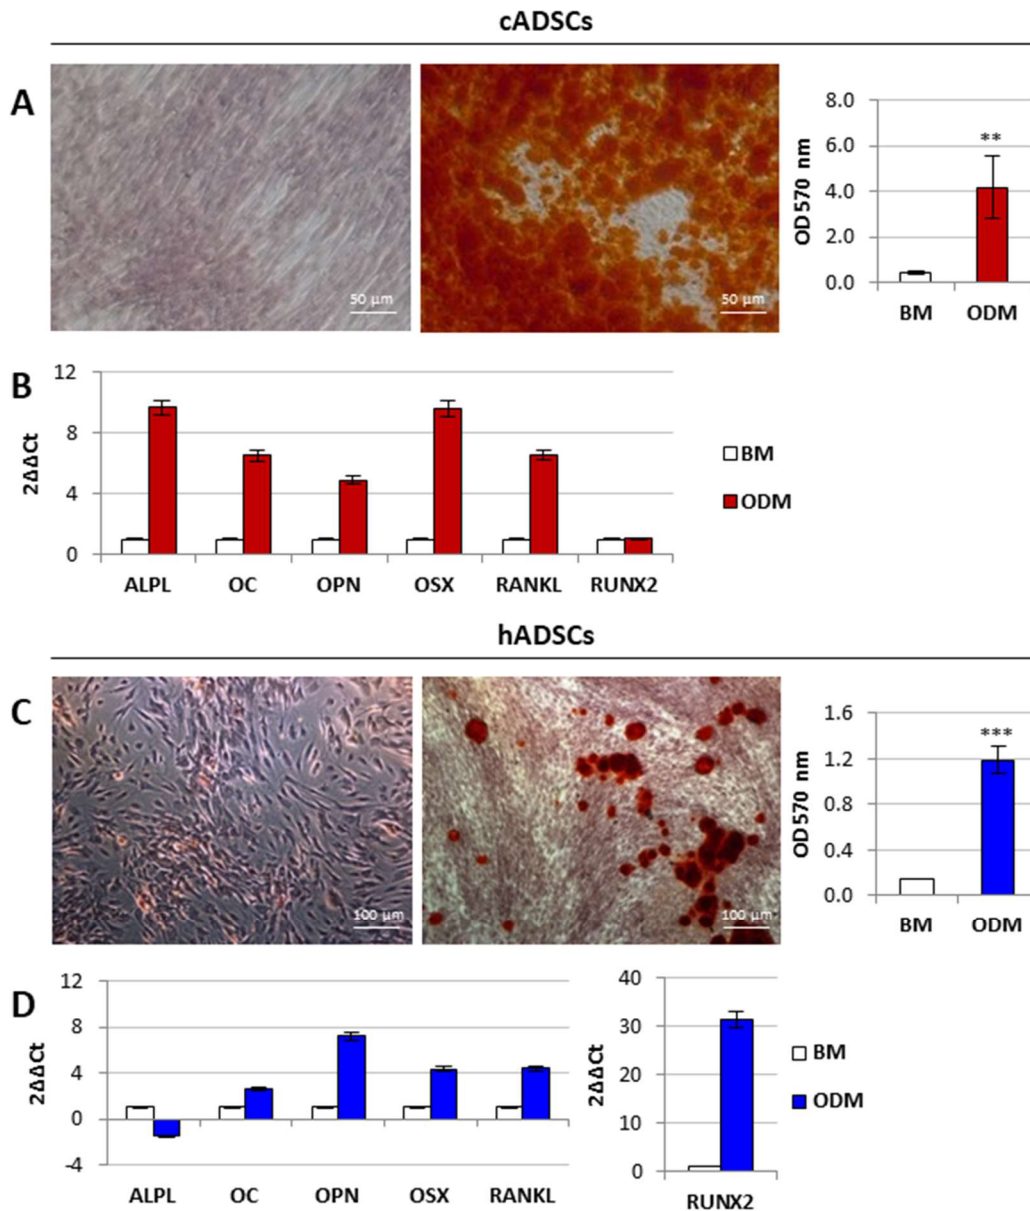 cADSCs
A
50 µm
50 µm
OD570 nm
8.0
6.0
4.0
2.0
0.0
**
BM ODM
B
2ΔΔCt
12
8
4
0
ALPL OC OPN OSX RANKL RUNX2
BM
ODM
hADSCs
C
100 µm
100 µm
OD570 nm
1.6
1.2
0.8
0.4
0.0
***
BM ODM
D
2ΔΔCt
12
8
4
0
-4
ALPL OC OPN OSX RANKL
2ΔΔCt
40
30
20
10
0
RUNX2
BM
ODM